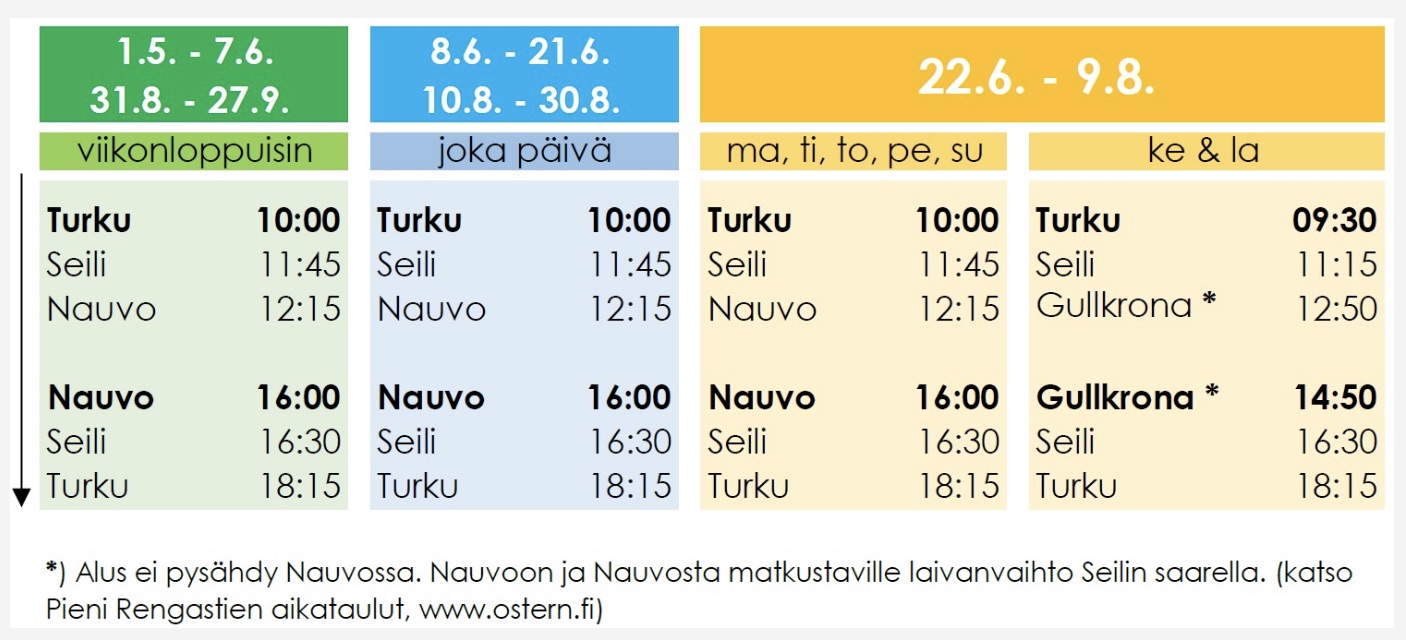 1.5. - 7.6.
31.8. - 27.9.
viikonloppuisin
Turku 10:00
Seili 11:45
Nauvo 12:15
Nauvo 16:00
Seili 16:30
Turku 18:15
8.6. - 21.6.
10.8. - 30.8.
joka päivä
Turku 10:00
Seili 11:45
Nauvo 12:15
Nauvo 16:00
Seili 16:30
Turku 18:15
22.6. - 9.8.
ma, ti, to, pe, su
Turku 10:00
Seili 11:45
Nauvo 12:15
Nauvo 16:00
Seili 16:30
Turku 18:15
ke & la
Turku 09:30
Seili 11:15
Gullkrona * 12:50
Gullkrona * 14:50
Seili 16:30
Turku 18:15
*) Alus ei pysähdy Nauvossa. Nauvoon ja Nauvosta matkustaville laivanvaihto Seilin saarella. (katso
Pieni Rengastien aikataulut, www.ostern.fi)